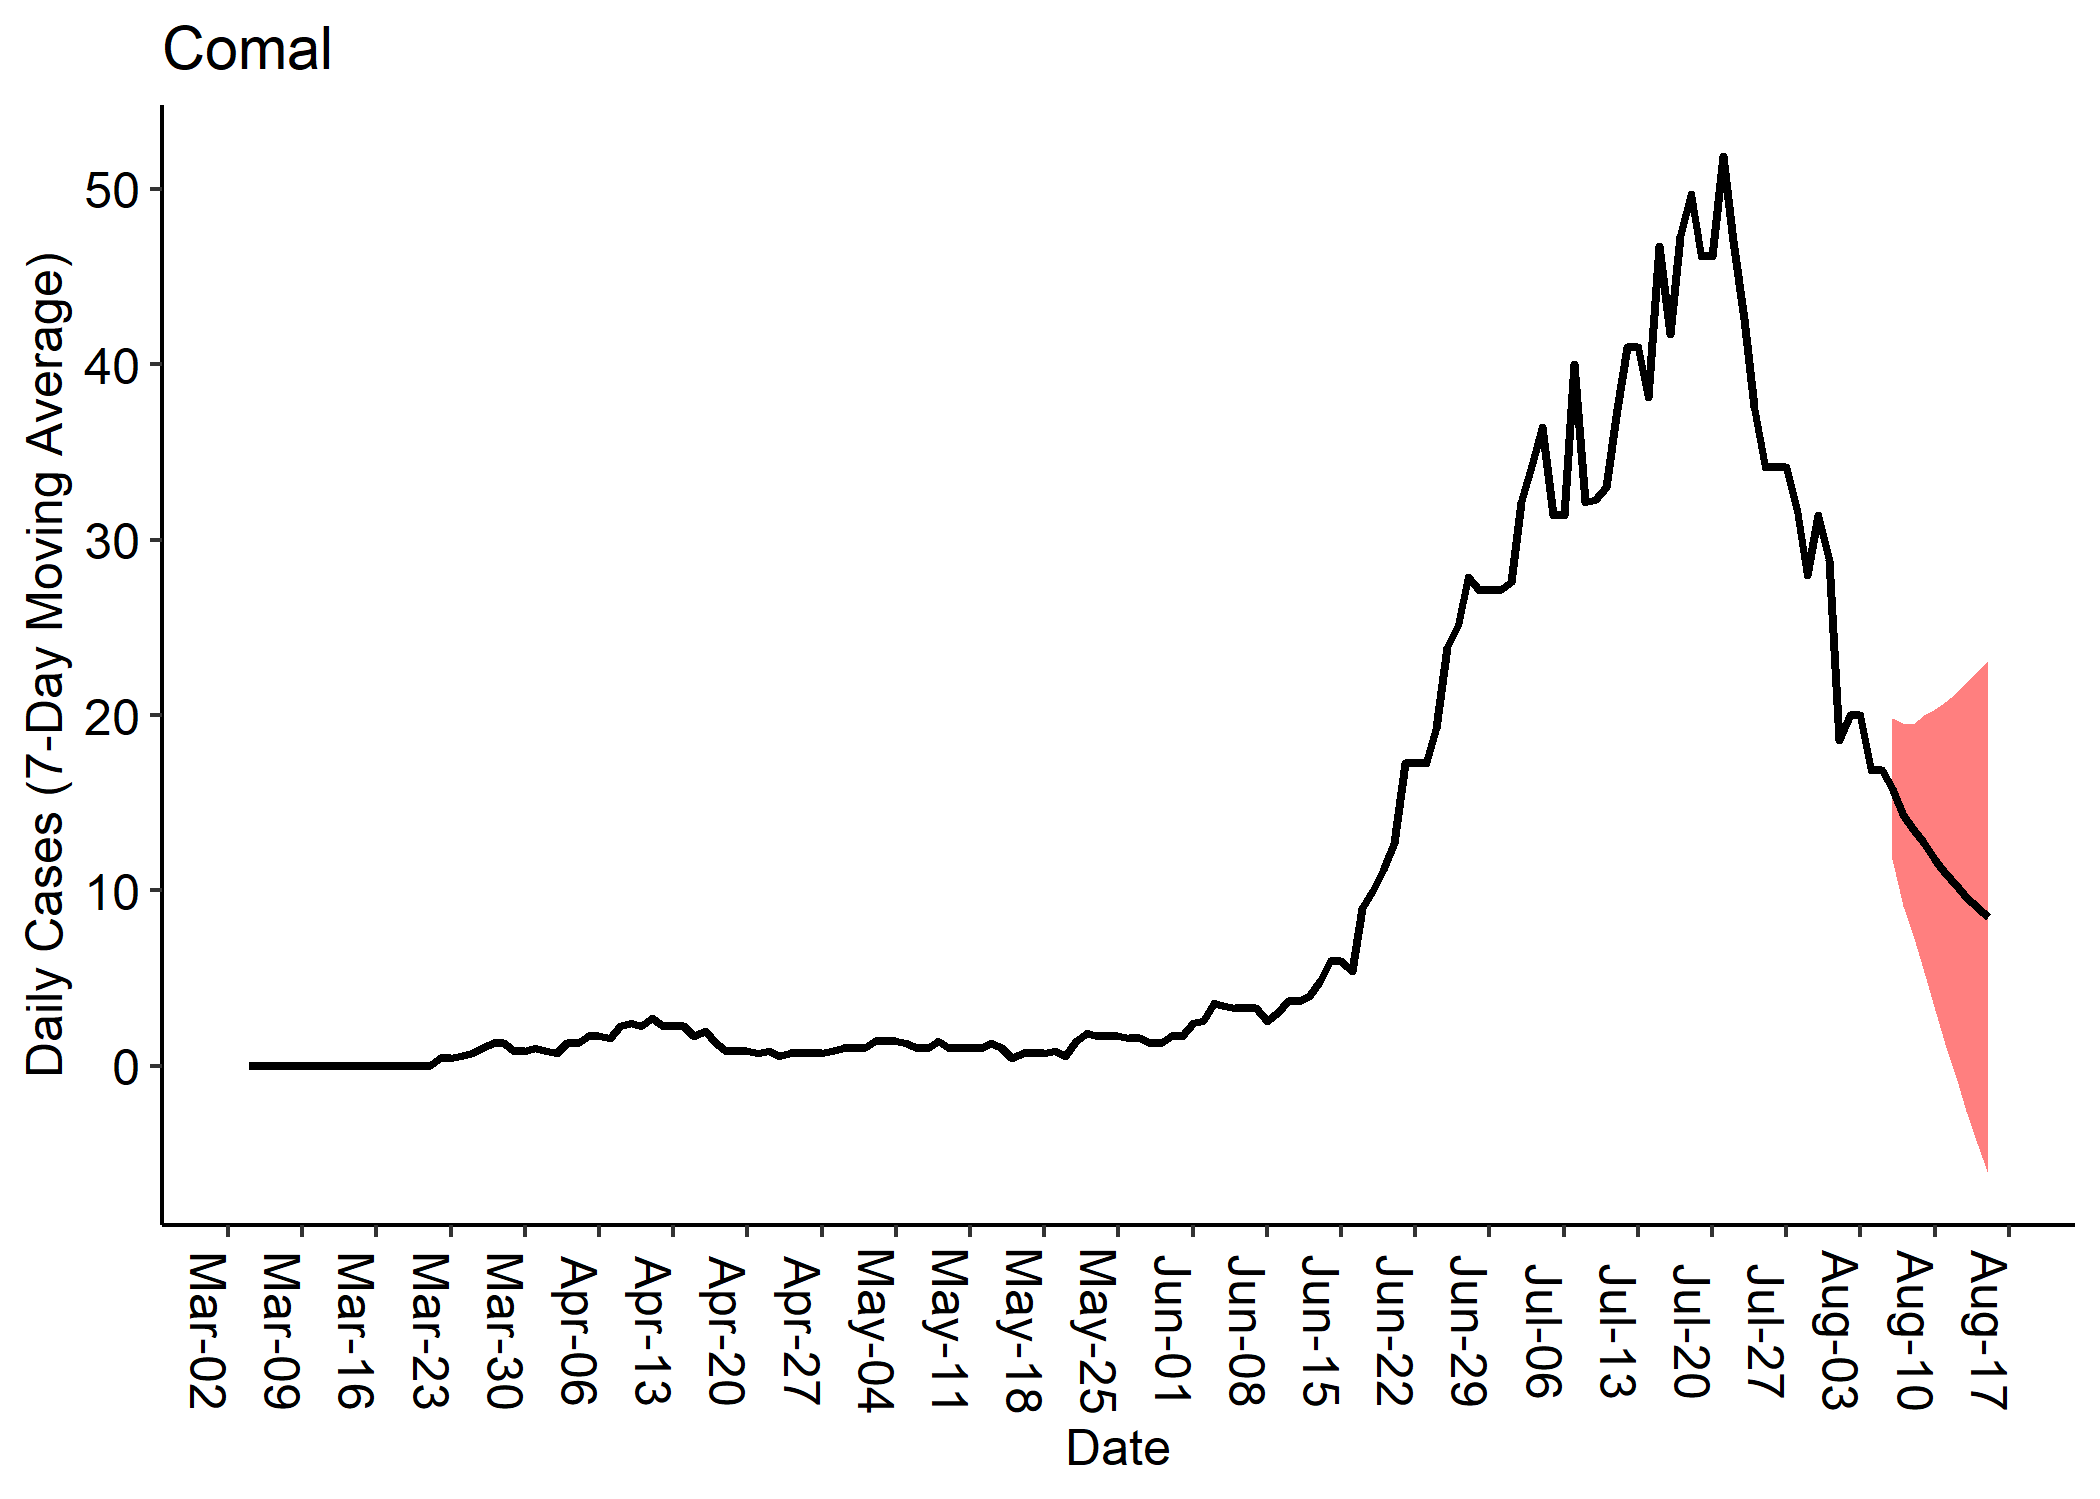 Comal
Daily Cases (7-Day Moving Average)
50
40
30
20
10
0
Mar-02
Mar-09
Mar-16
Mar-23
Mar-30
Apr-06
Apr-13
Apr-20
Apr-27
May-04
May-11
May-18
May-25
Jun-01
Jun-08
Jun-15
Jun-22
Jun-29
Jul-06
Jul-13
Jul-20
Jul-27
Aug-03
Aug-10
Aug-17
Date